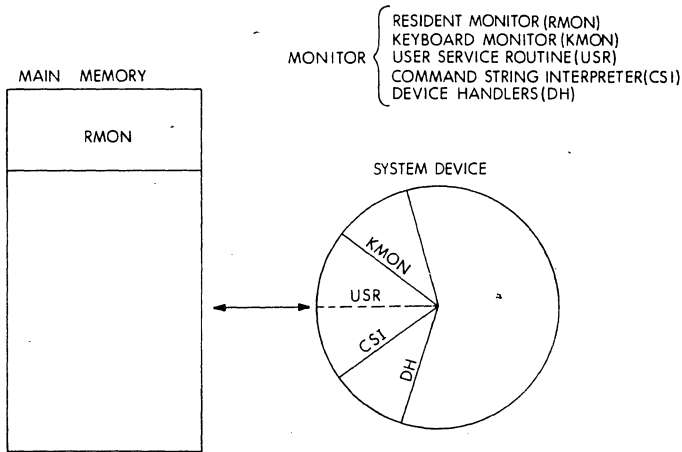 MONITOR
RESIDENT MONITOR (RMON)
KEYBOARD MONITOR (KMON)
USER SERVICE ROUTINE (USR)
COMMAND STRING INTERPRETER (CSI)
DEVICE HANDLERS (DH)
MAIN MEMORY
RMON
SYSTEM DEVICE
KMON
USR
CSI
DH